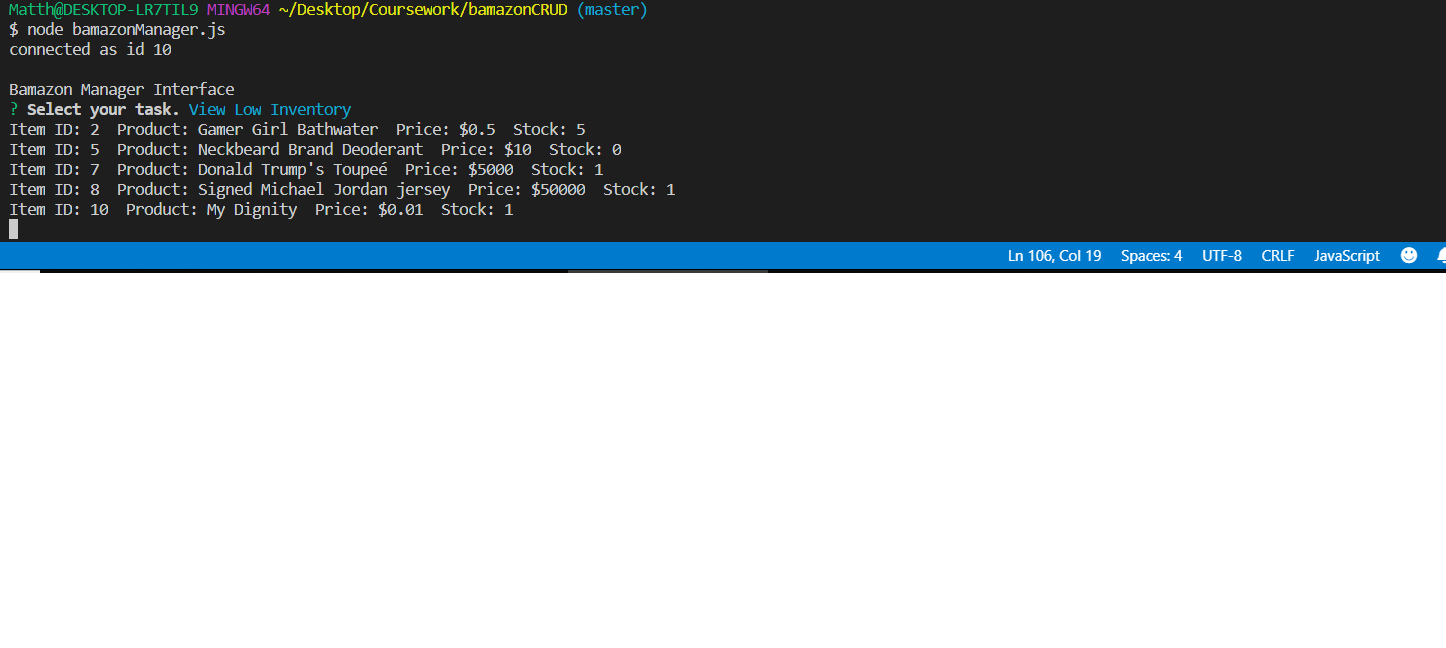 Matth@DESKTOP-LR7TIL9 MINGW64 ~/Desktop/Coursework/bamazonCRUD (master)
$ node bamazonManager.js
connected as id 10
Bamazon Manager Interface
? Select your task. View Low Inventory
Item ID: 2  Product: Gamer Girl Bathwater  Price: $0.5  Stock: 5
Item ID: 5  Product: Neckbeard Brand Deoderant  Price: $10  Stock: 0
Item ID: 7  Product: Donald Trump's Toupeé  Price: $5000  Stock: 1
Item ID: 8  Product: Signed Michael Jordan jersey  Price: $50000  Stock: 1
Item ID: 10  Product: My Dignity  Price: $0.01  Stock: 1
Ln 106, Col 19 Spaces: 4 UTF-8 CRLF JavaScript